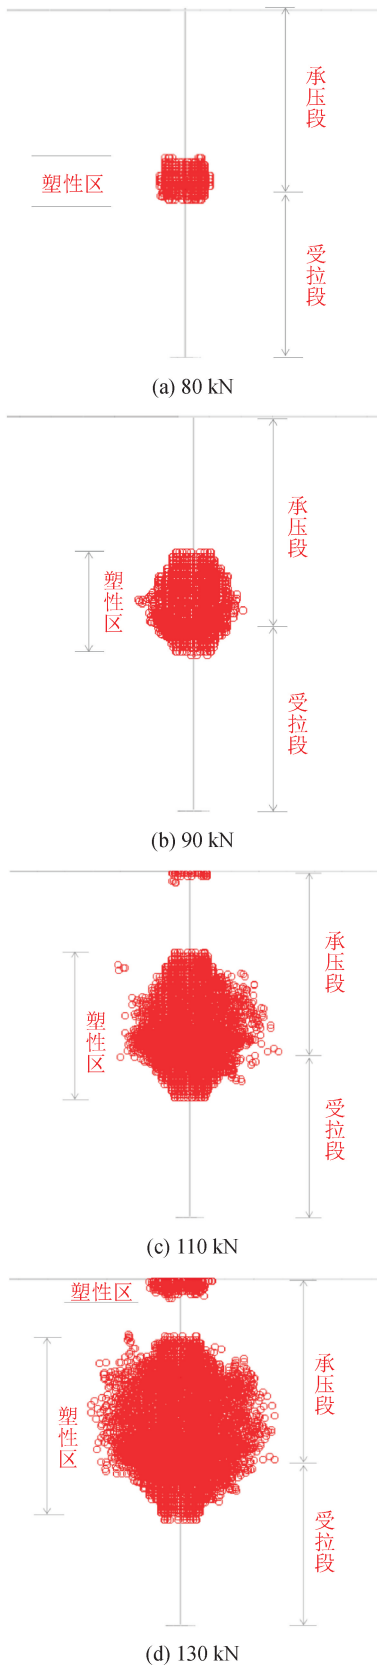 承压段
塑性区
受拉段
(a) 80 kN
承压段
塑性区
受拉段
(b) 90 kN
承压段
塑性区
受拉段
(c) 110 kN
塑性区
承压段
塑性区
受拉段
(d) 130 kN